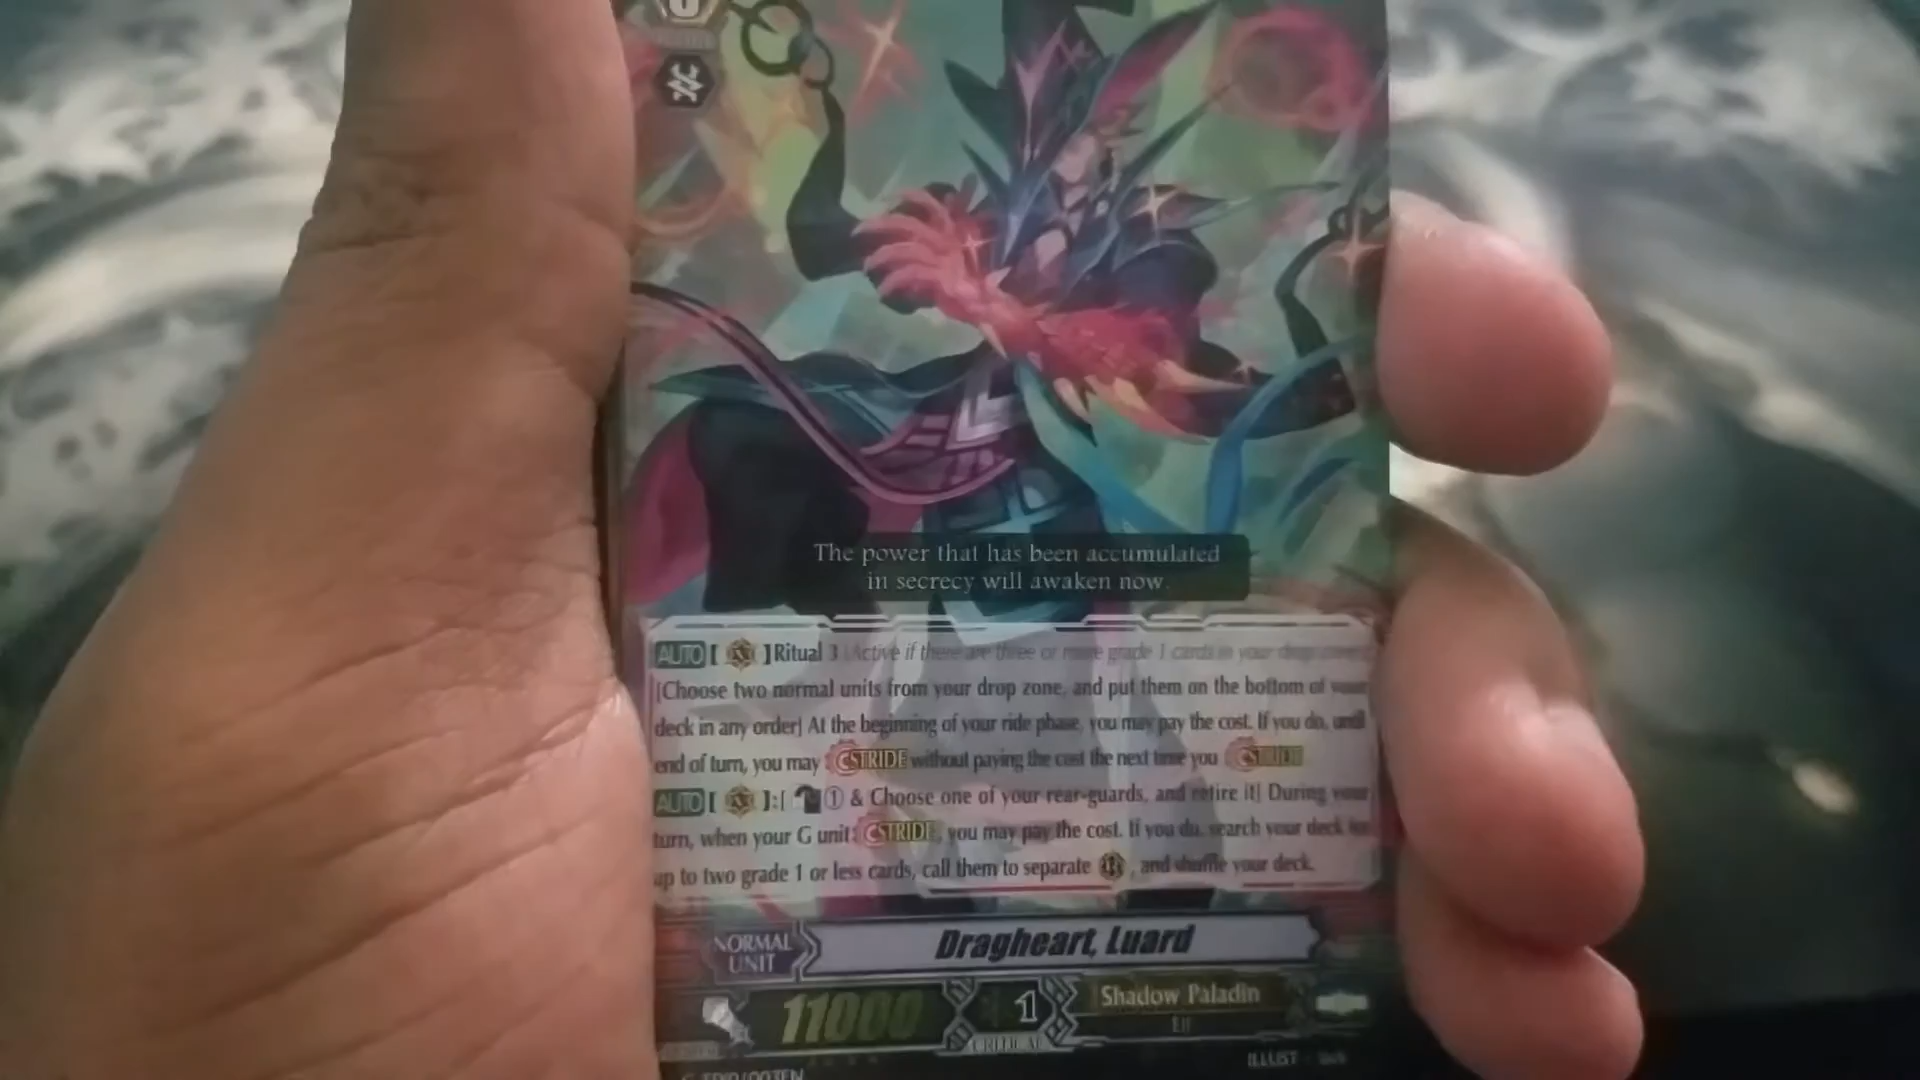 The power that has been accumulated
in secrecy will awaken now.
AUTO [ ] Ritual 3 (Active if there are three or more grade 1 cards in your drop zone)
[Choose two normal units from your drop zone, and put them on the bottom of your
deck in any order] At the beginning of your ride phase, you may pay the cost. If you do, until
end of turn, you may STRIDE without paying the cost the next time you STRIDE
AUTO [ ]:[ 1 & Choose one of your rear-guards, and retire it] During your
turn, when your G unit STRIDE, you may pay the cost. If you do, search your deck for
up to two grade 1 or less cards, call them to separate , and shuffle your deck.
NORMAL
UNIT
Dragheart, Luard
11000
1
CRITICAL
Shadow Paladin
Elf
ILLUST